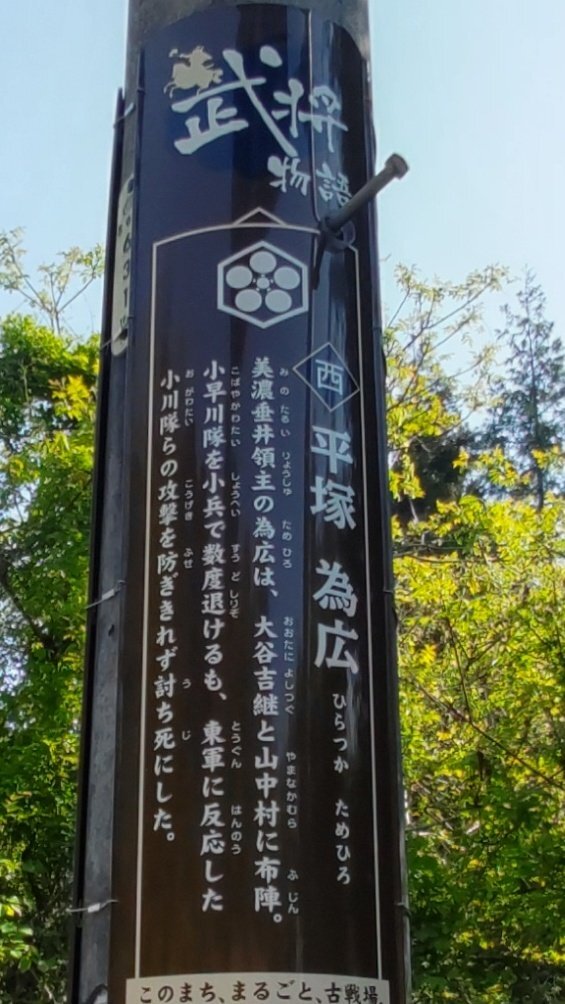 武将
物語
西 平塚 為広 ひらつか ためひろ
美濃垂井領主の為広は、大谷吉継と山中村に布陣。
小早川隊を小兵で数度退けるも、東軍に反応した
小川隊らの攻撃を防ぎきれず討ち死にした。
このまち、まるごと、古戦場。